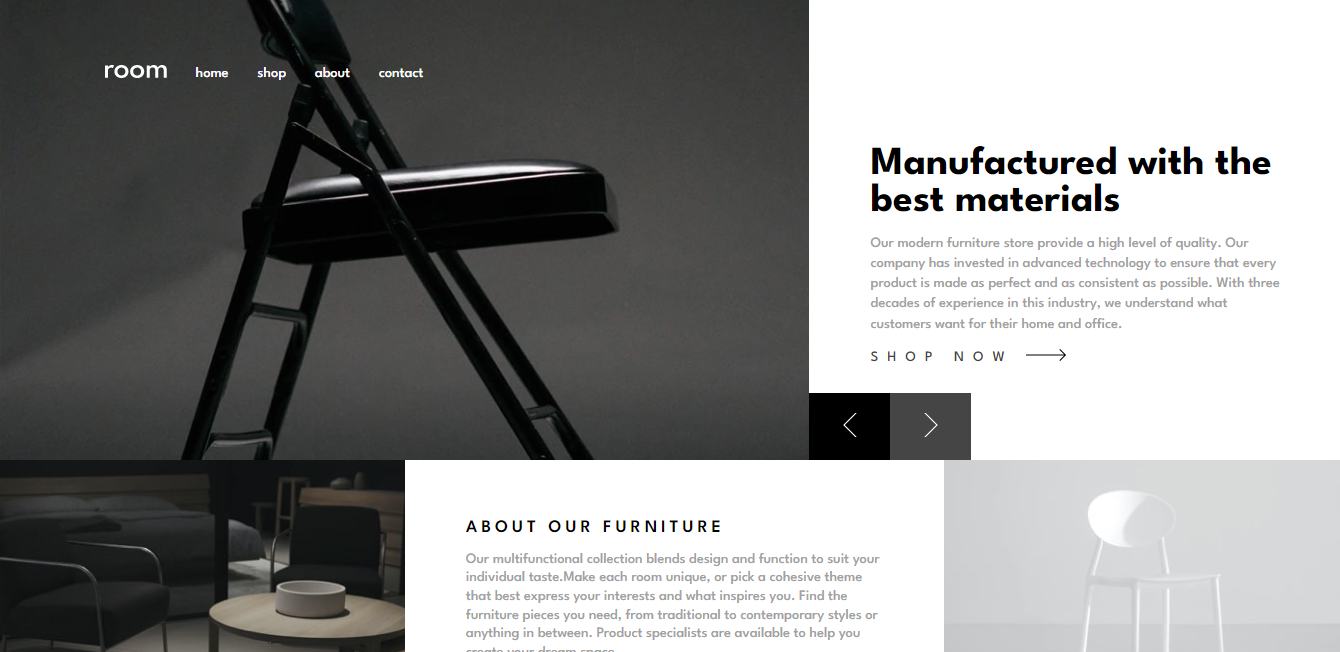 room home shop about contact
Manufactured with the
best materials
Our modern furniture store provide a high level of quality. Our
company has invested in advanced technology to ensure that every
product is made as perfect and as consistent as possible. With three
decades of experience in this industry, we understand what
customers want for their home and office.
SHOP NOW
ABOUT OUR FURNITURE
Our multifunctional collection blends design and function to suit your
individual taste.Make each room unique, or pick a cohesive theme
that best express your interests and what inspires you. Find the
furniture pieces you need, from traditional to contemporary styles or
anything in between. Product specialists are available to help you
create your dream space